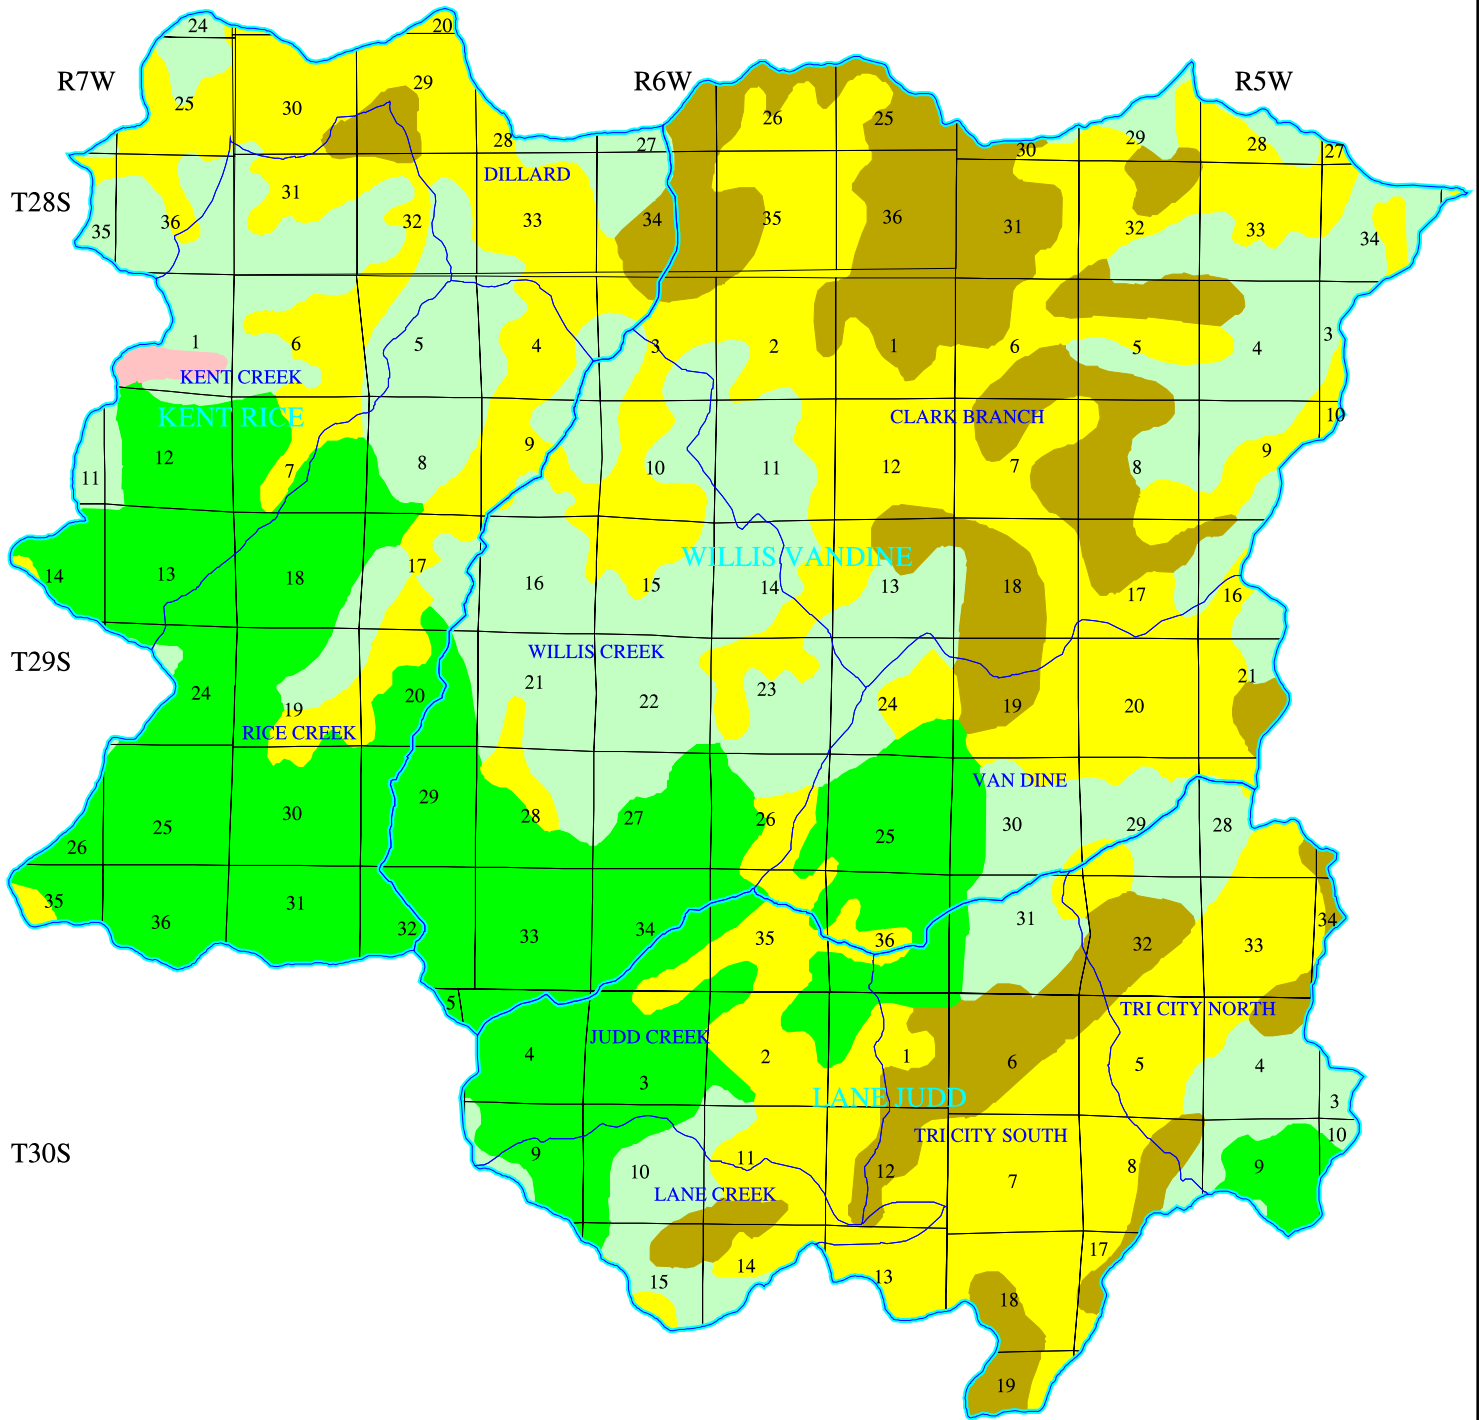 24 20
R7W R6W R5W
25 30 29 26 25
28 27 30 29 28 27
DILLARD
T28S
35 36 31 32 33 34 35 36 31 32 33 34
1 6 5 4 3 2 1 6 5 4 3
KENT CREEK
KENT RICE CLARK BRANCH
10
11 12 7 8 9 10 11 12 7 8 9
WILLIS VANDINE
14 13 18 17 16 15 14 13 18 17 16
T29S
WILLIS CREEK
24 19 20 21 22 23 24 19 20 21
RICE CREEK
VAN DINE
26 25 30 29 28 27 26 25 30 29 28
35 36 31 32 33 34 35 36 31 32 33 34
5
TRI CITY NORTH
JUDD CREEK
4 3 2 1 6 5 4 3
LANE JUDD
TRI CITY SOUTH
T30S
9 10 11 12 7 8 9 10
LANE CREEK
15 14 13 18 17
19